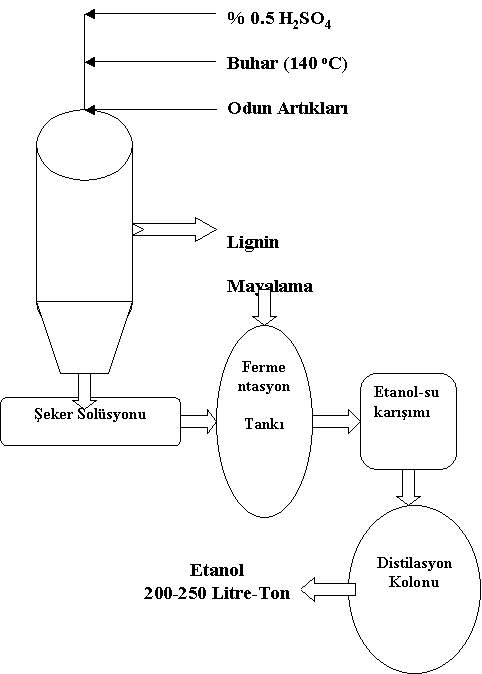 % 0.5 H₂SO₄
Buhar (140 ºC)
Odun Artıkları
Lignin
Mayalama
Ferme
ntasyon
Tankı
Şeker Solüsyonu
Etanol-su
karışımı
Distilasyon
Kolonu
Etanol
200-250 Litre-Ton